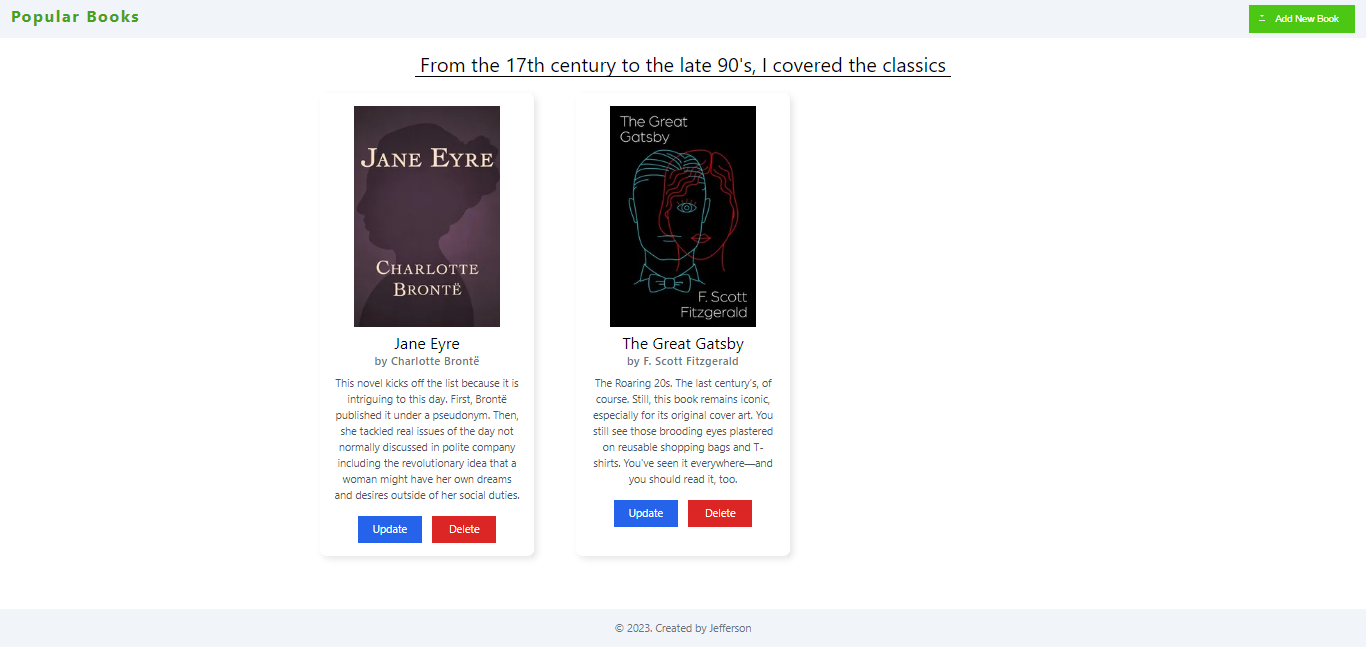 Popular Books
Add New Book
From the 17th century to the late 90's, I covered the classics
JANE EYRE
CHARLOTTE
BRONTË
Jane Eyre
by Charlotte Brontë
This novel kicks off the list because it is
intriguing to this day. First, Brontë
published it under a pseudonym. Then,
she tackled real issues of the day not
normally discussed in polite company
including the revolutionary idea that a
woman might have her own dreams
and desires outside of her social duties.
Update Delete
The Great
Gatsby
F. Scott
Fitzgerald
The Great Gatsby
by F. Scott Fitzgerald
The Roaring 20s. The last century's, of
course. Still, this book remains iconic,
especially for its original cover art. You
still see those brooding eyes plastered
on reusable shopping bags and T-
shirts. You've seen it everywhere—and
you should read it, too.
Update Delete
© 2023. Created by Jefferson